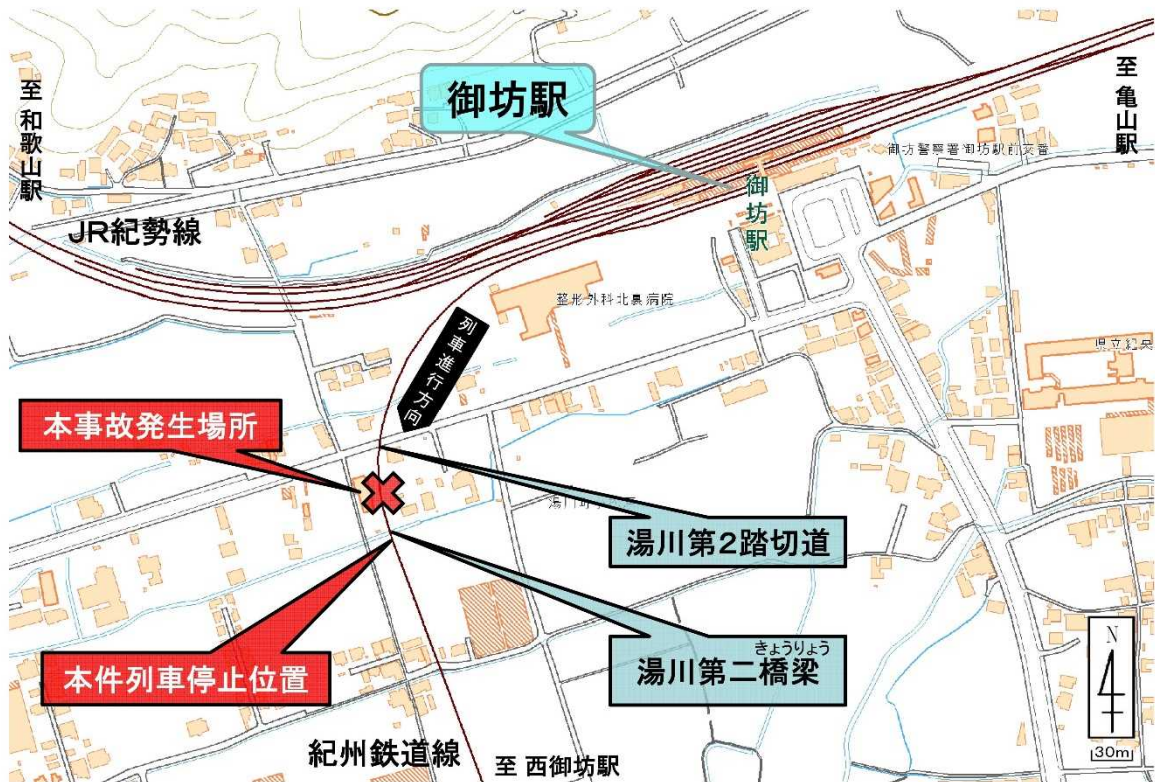 至 和歌山駅
御坊駅
至 亀山駅
御坊警察署御坊駅前交番
御坊駅
JR紀勢線
整形外科北裏病院
列車進行方向
県立紀央
本事故発生場所
湯川第2踏切道
本件列車停止位置
きょうりょう
湯川第二橋梁
N
30m
紀州鉄道線
至 西御坊駅